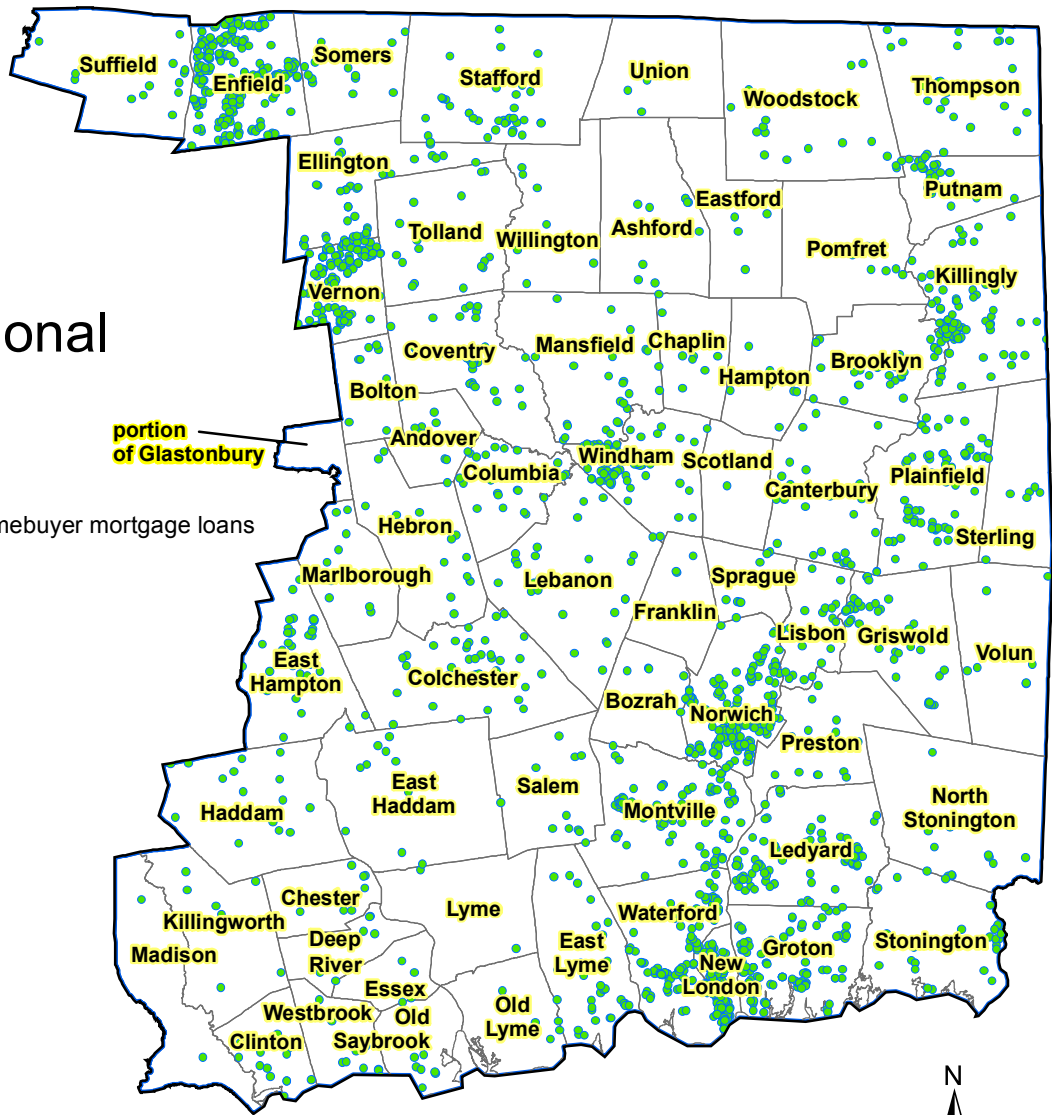 Suffield
Enfield
Somers
Stafford
Union
Woodstock
Thompson
Ellington
Putnam
Eastford
Tolland
Willington
Ashford
Pomfret
Killingly
Vernon
onal
Coventry
Mansfield
Chaplin
Hampton
Brooklyn
Bolton
portion
of Glastonbury
Andover
Columbia
Windham
Scotland
Canterbury
Plainfield
nebuyer mortgage loans
Hebron
Sterling
Marlborough
Lebanon
Sprague
Franklin
Lisbon
Griswold
Volun
East
Hampton
Colchester
Bozrah
Norwich
Preston
Haddam
East
Haddam
Salem
Montville
North
Stonington
Ledyard
Chester
Killingworth
Lyme
Waterford
Madison
Deep
River
East
Lyme
Groton
Stonington
New
London
Essex
Westbrook
Old
Saybrook
Old
Lyme
Clinton
N